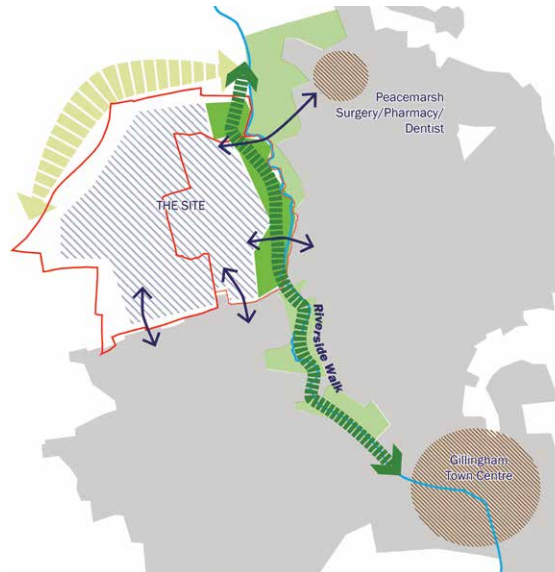 Peacemarsh
Surgery/Pharmacy/
Dentist
THE SITE
Riverside Walk
Gillingham
Town Centre